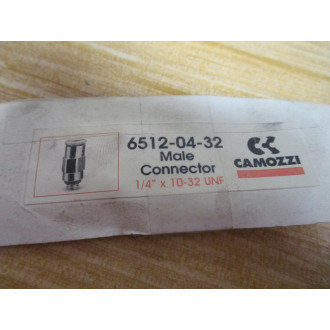 6512-04-32
Male
Connector
1/4" x 10-32 UNF
CAMOZZI